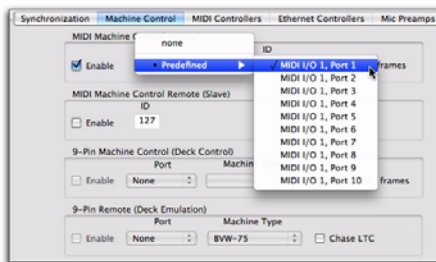 Synchronization Machine Control MIDI Controllers Ethernet Controllers Mic Preamps
MIDI Machine
none
ID
Enable
• Predefined
✓ MIDI I/O 1, Port 1
frames
MIDI I/O 1, Port 2
MIDI I/O 1, Port 3
MIDI I/O 1, Port 4
MIDI I/O 1, Port 5
MIDI I/O 1, Port 6
MIDI I/O 1, Port 7
MIDI I/O 1, Port 8
MIDI I/O 1, Port 9
MIDI I/O 1, Port 10
MIDI Machine Control Remote (Slave)
ID
Enable 127
9-Pin Machine Control (Deck Control)
Port Machin
Enable None frames
9-Pin Remote (Deck Emulation)
Port Machine Type
Enable None BVW-75 Chase LTC